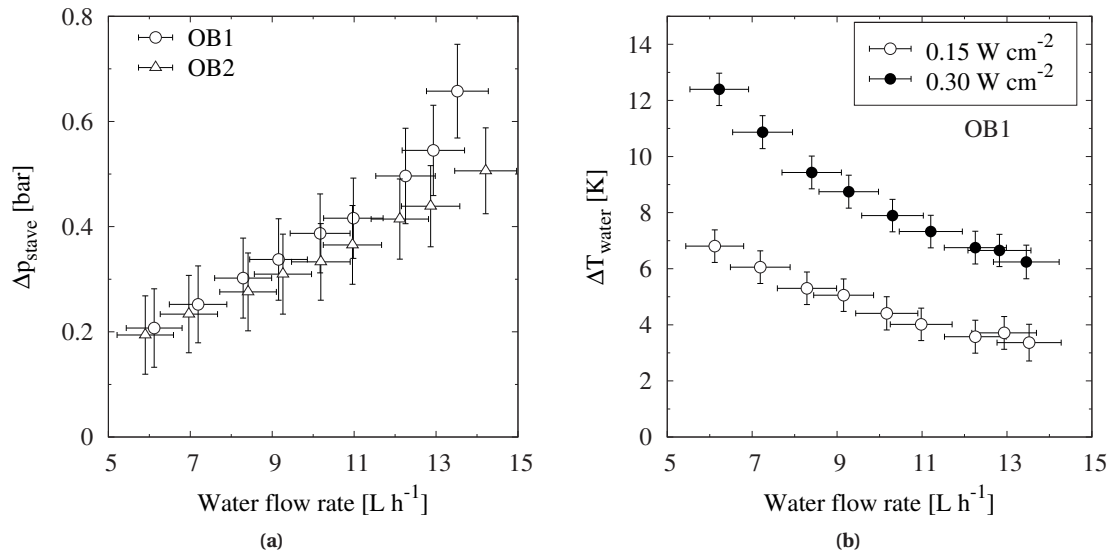 0.8
0.6
0.4
0.2
0
Δp_stave [bar]
OB1
OB2
5 7 9 11 13 15
Water flow rate [L h^-1]
(a)
14
12
10
8
6
4
2
0
ΔT_water [K]
0.15 W cm^-2
0.30 W cm^-2
OB1
5 7 9 11 13 15
Water flow rate [L h^-1]
(b)